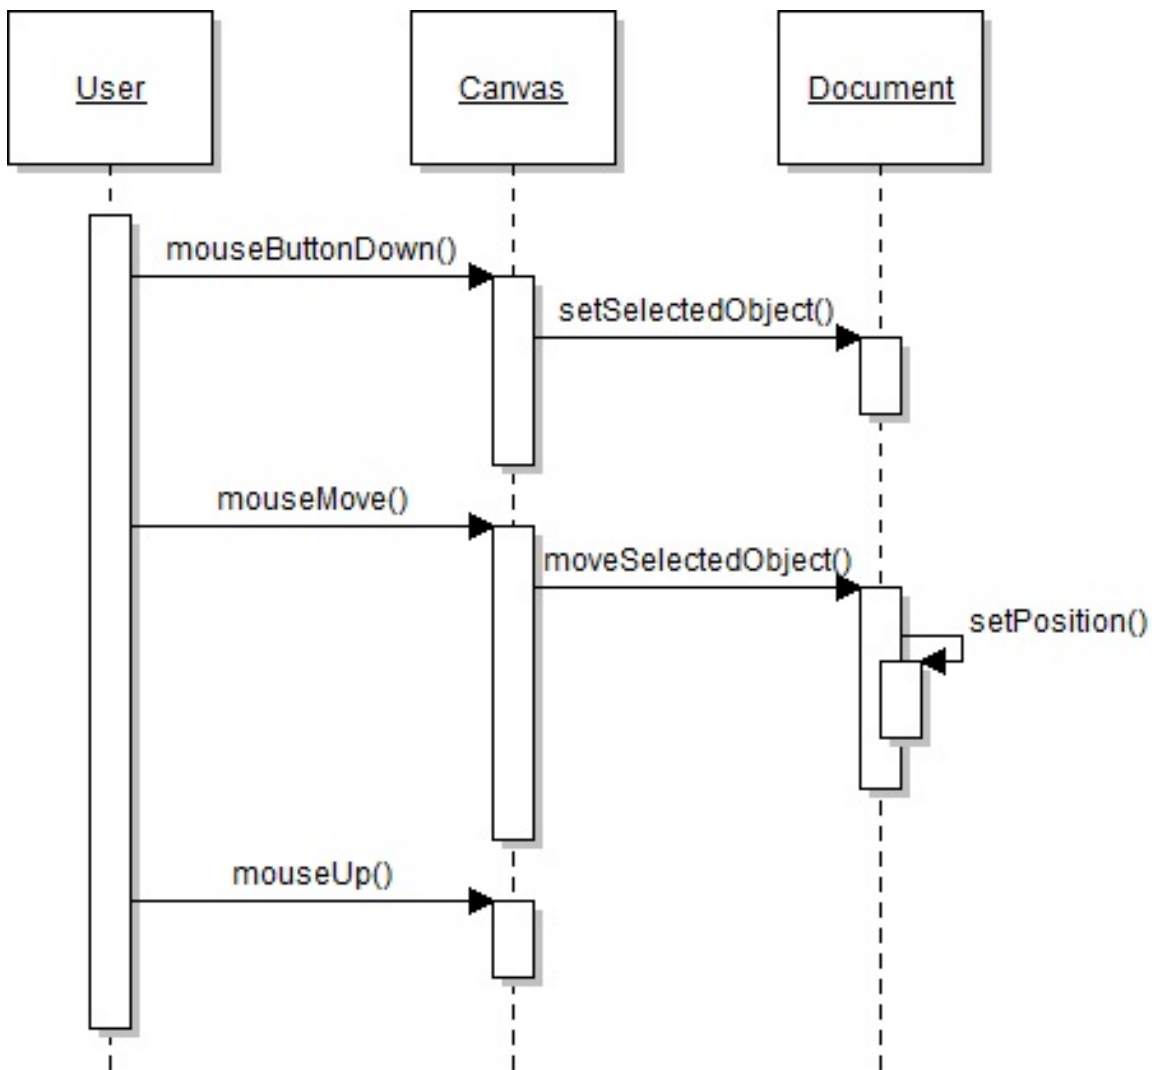 User
Canvas
Document
mouseButtonDown()
setSelectedObject()
mouseMove()
moveSelectedObject()
setPosition()
mouseUp()